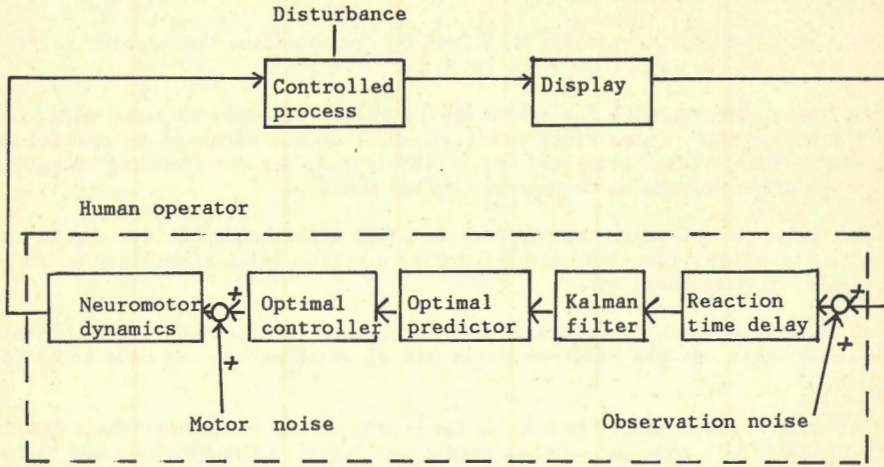 Disturbance
Controlled
process
Display
Human operator
Neuromotor
dynamics
+
+
Optimal
controller
Optimal
predictor
Kalman
filter
Reaction
time delay
+
+
Motor noise
Observation noise